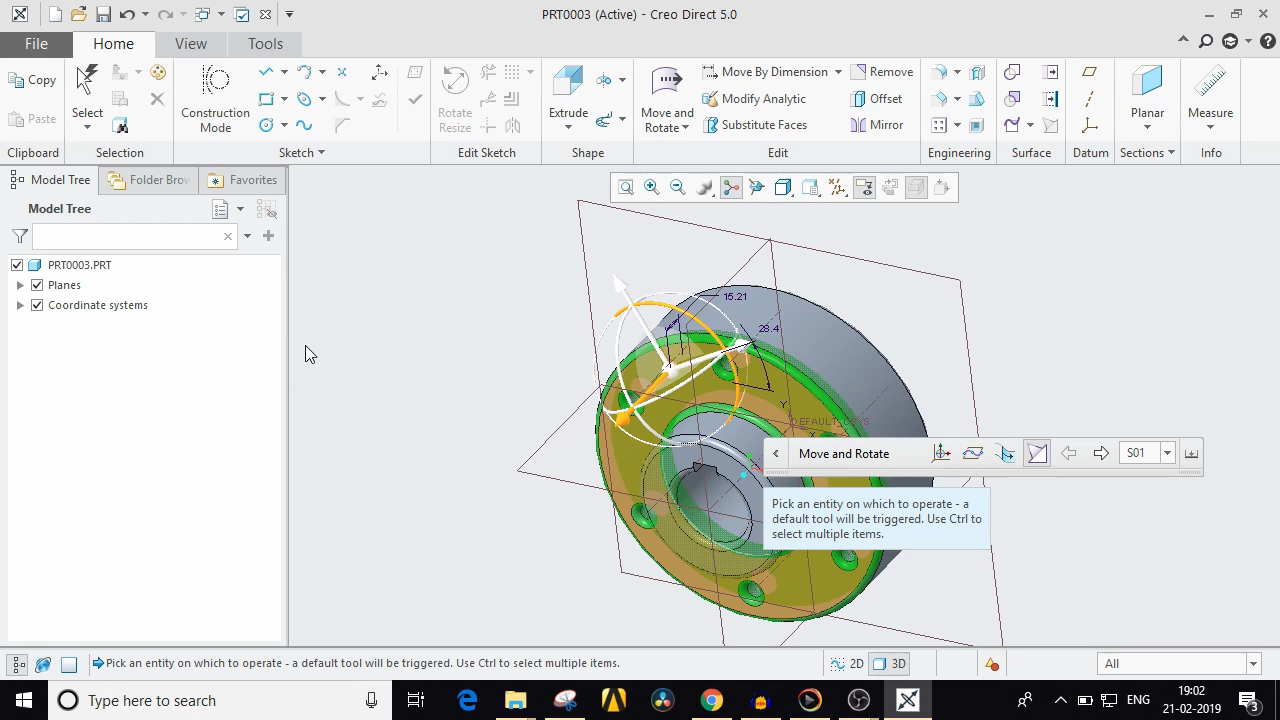 PRT0003 (Active) - Creo Direct 5.0
File
Home
View
Tools
Copy
Paste
Clipboard
Select
Selection
Construction
Mode
Sketch
Rotate
Resize
Edit Sketch
Extrude
Shape
Move and
Rotate
Move By Dimension
Modify Analytic
Substitute Faces
Remove
Offset
Mirror
Edit
Engineering
Surface
Datum
Planar
Sections
Measure
Info
Model Tree
Folder Brov
Favorites
Model Tree
PRT0003.PRT
Planes
Coordinate systems
15.21
28.4
Y
DEFAULT_CSYS
X
Move and Rotate
S01
Pick an entity on which to operate - a
default tool will be triggered. Use Ctrl to
select multiple items.
Pick an entity on which to operate - a default tool will be triggered. Use Ctrl to select multiple items.
2D
3D
All
Type here to search
ENG
19:02
21-02-2019
3